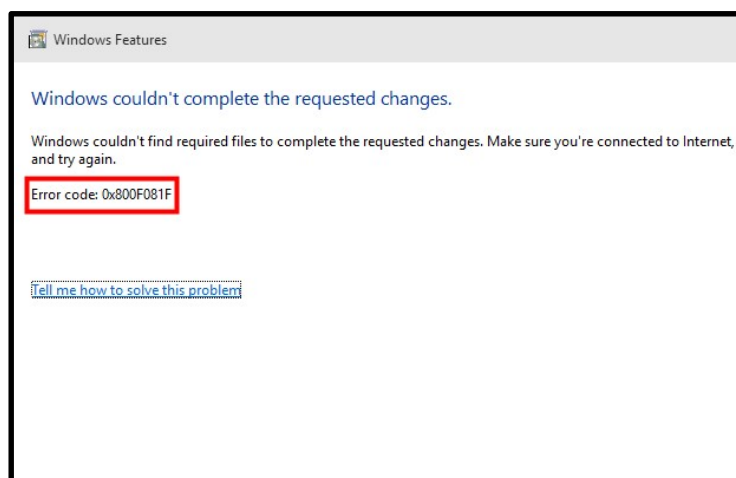 Windows Features
Windows couldn't complete the requested changes.
Windows couldn't find required files to complete the requested changes. Make sure you're connected to Internet,
and try again.
Error code: 0x800F081F
Tell me how to solve this problem